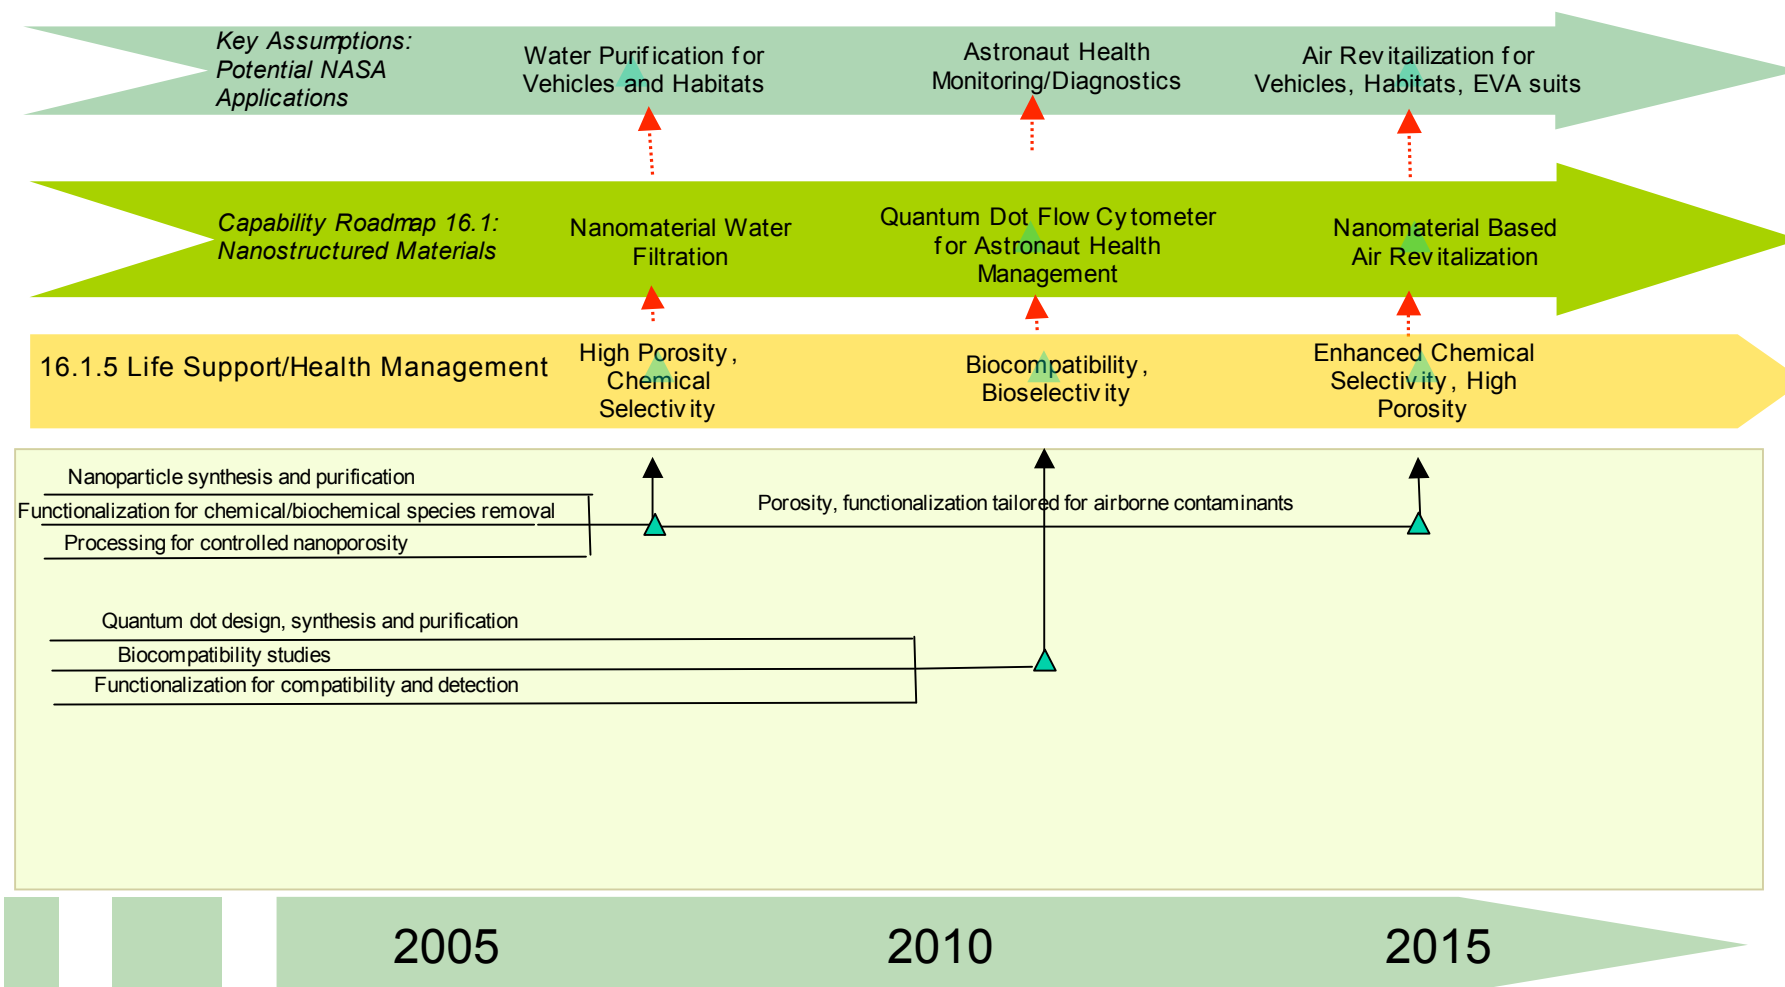 Key Assumptions:
Potential NASA
Applications
Water Purification for
Vehicles and Habitats
Astronaut Health
Monitoring/Diagnostics
Air Revitailization for
Vehicles, Habitats, EVA suits
Capability Roadmap 16.1:
Nanostructured Materials
Nanomaterial Water
Filtration
Quantum Dot Flow Cytometer
for Astronaut Health
Management
Nanomaterial Based
Air Revitalization
16.1.5 Life Support/Health Management
High Porosity,
Chemical
Selectivity
Biocompatibility,
Bioselectivity
Enhanced Chemical
Selectivity, High
Porosity
Nanoparticle synthesis and purification
Functionalization for chemical/biochemical species removal
Processing for controlled nanoporosity
Porosity, functionalization tailored for airborne contaminants
Quantum dot design, synthesis and purification
Biocompatibility studies
Functionalization for compatibility and detection
2005
2010
2015